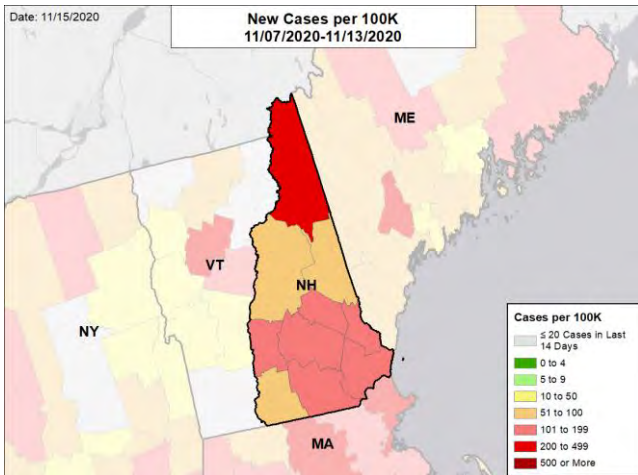 Date: 11/15/2020
New Cases per 100K
11/07/2020-11/13/2020
ME
VT
NH
NY
MA
Cases per 100K
≤ 20 Cases in Last
14 Days
0 to 4
5 to 9
10 to 50
51 to 100
101 to 199
200 to 499
500 or More